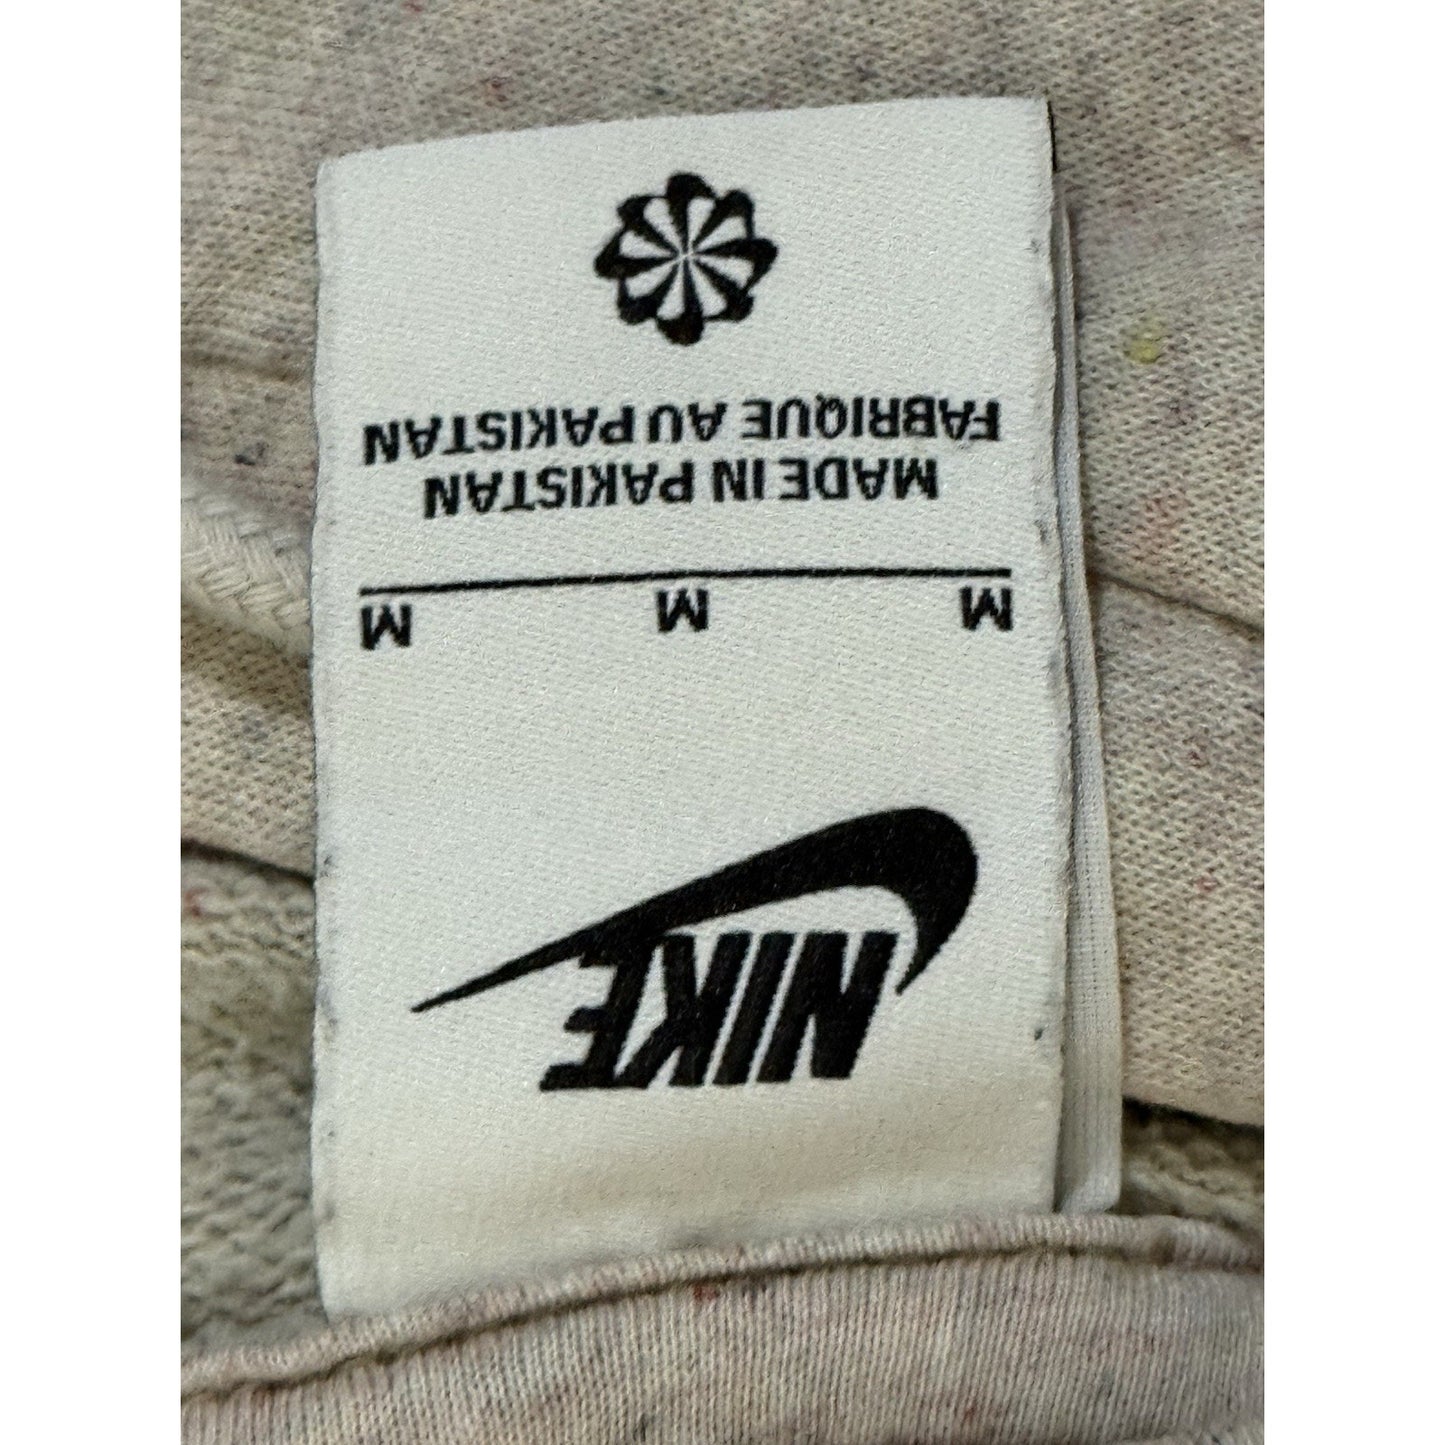 NIKE
M M M
MADE IN PAKISTAN
FABRIQUE AU PAKISTAN